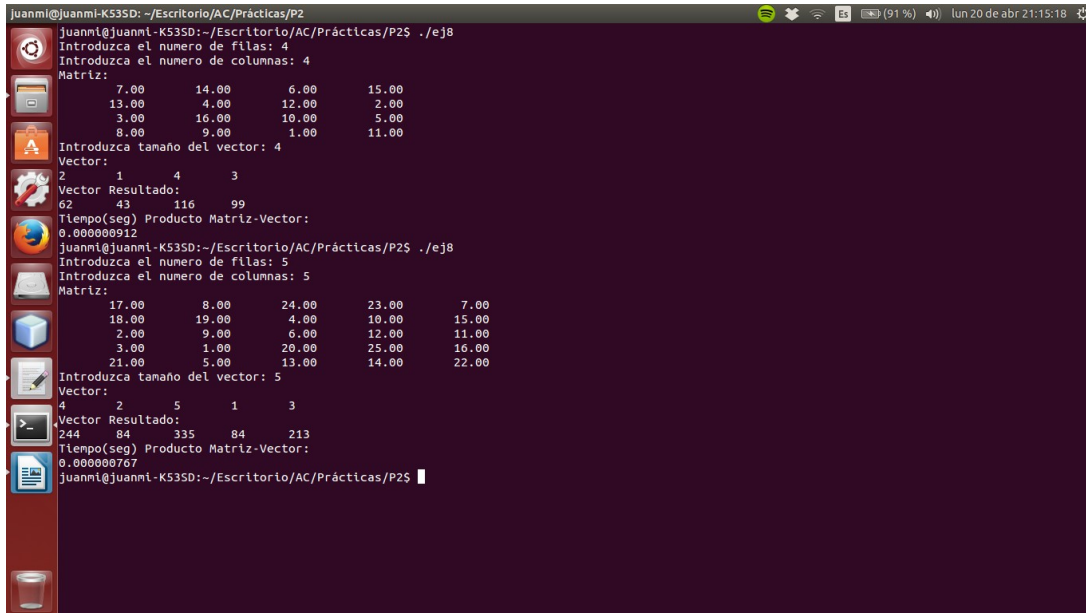 juanmi@juanmi-K53SD: ~/Escritorio/AC/Prácticas/P2 Es (91 %) lun 20 de abr 21:15:18
juanmi@juanmi-K53SD:~/Escritorio/AC/Prácticas/P2$ ./ej8
Introduzca el numero de filas: 4
Introduzca el numero de columnas: 4
Matriz:
7.00 14.00 6.00 15.00
13.00 4.00 12.00 2.00
3.00 16.00 10.00 5.00
8.00 9.00 1.00 11.00
Introduzca tamaño del vector: 4
Vector:
2 1 4 3
Vector Resultado:
62 43 116 99
Tiempo(seg) Producto Matriz-Vector:
0.000000912
juanmi@juanmi-K53SD:~/Escritorio/AC/Prácticas/P2$ ./ej8
Introduzca el numero de filas: 5
Introduzca el numero de columnas: 5
Matriz:
17.00 8.00 24.00 23.00 7.00
18.00 19.00 4.00 10.00 15.00
2.00 9.00 6.00 12.00 11.00
3.00 1.00 20.00 25.00 16.00
21.00 5.00 13.00 14.00 22.00
Introduzca tamaño del vector: 5
Vector:
4 2 5 1 3
Vector Resultado:
244 84 335 84 213
Tiempo(seg) Producto Matriz-Vector:
0.000000767
juanmi@juanmi-K53SD:~/Escritorio/AC/Prácticas/P2$